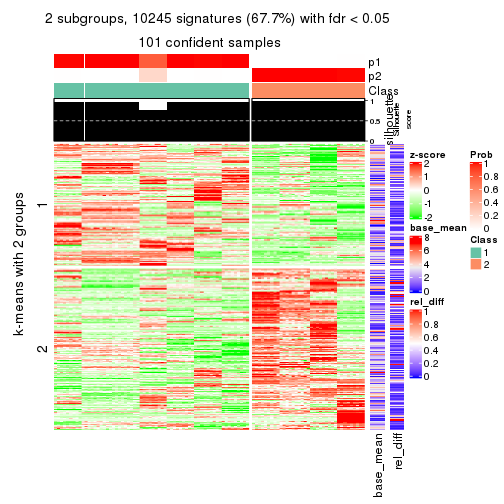 2 subgroups, 10245 signatures (67.7%) with fdr < 0.05
101 confident samples
p1
p2
Class
silhouette
1
0.5
0
Silhouette
score
k-means with 2 groups
1
2
base_mean
rel_diff
z-score
2
1
0
-1
-2
base_mean
8
6
4
2
0
rel_diff
1
0.8
0.6
0.4
0.2
0
Prob
1
0.8
0.6
0.4
0.2
0
Class
1
2